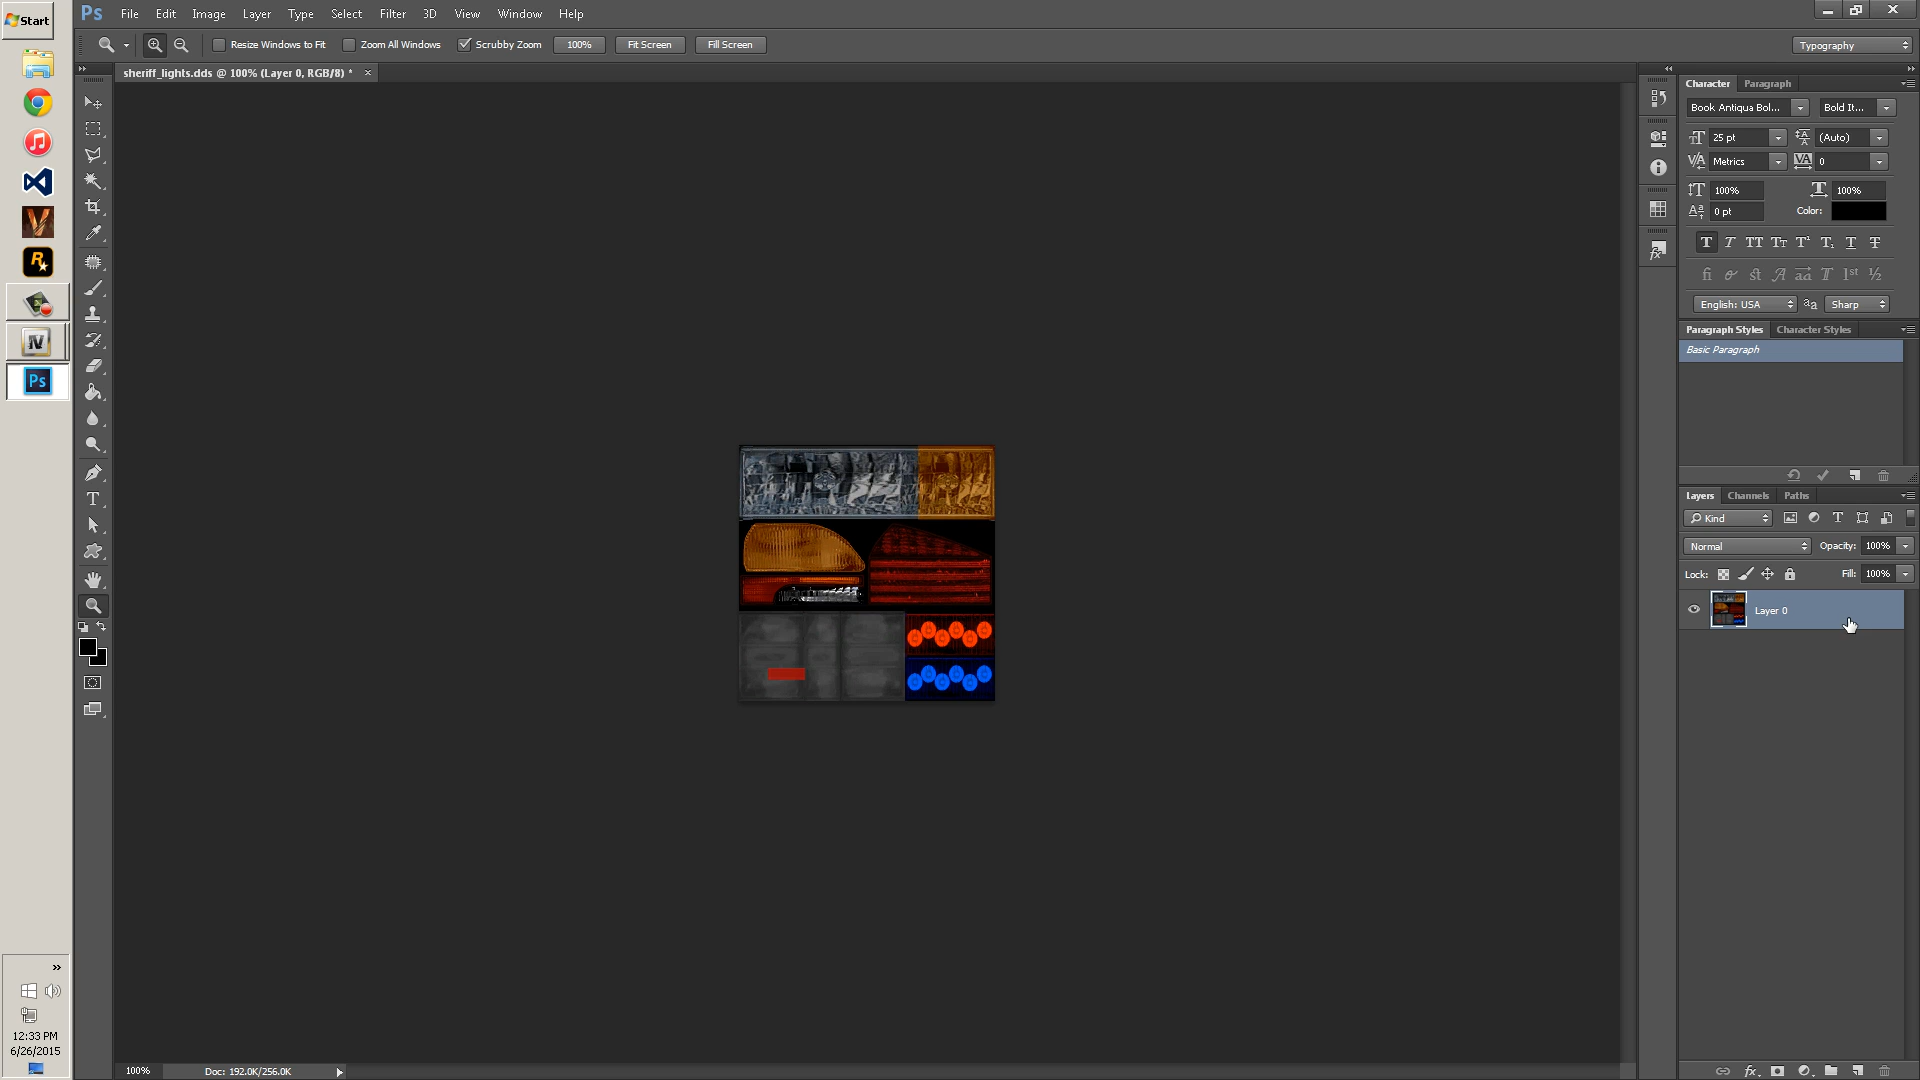 Start
Ps File Edit Image Layer Type Select Filter 3D View Window Help
Resize Windows to Fit Zoom All Windows Scrubby Zoom 100% Fit Screen Fill Screen Typography
sheriff_lights.dds @ 100% (Layer 0, RGB/8) *
Character Paragraph
Book Antiqua Bol... Bold It...
25 pt (Auto)
Metrics 0
100% 100%
0 pt Color:
English: USA aa Sharp
Paragraph Styles Character Styles
Basic Paragraph
Layers Channels Paths
Kind
Normal Opacity: 100%
Lock: Fill: 100%
Layer 0
IV
Ps
12:33 PM
6/26/2015
100% Doc: 192.0K/256.0K